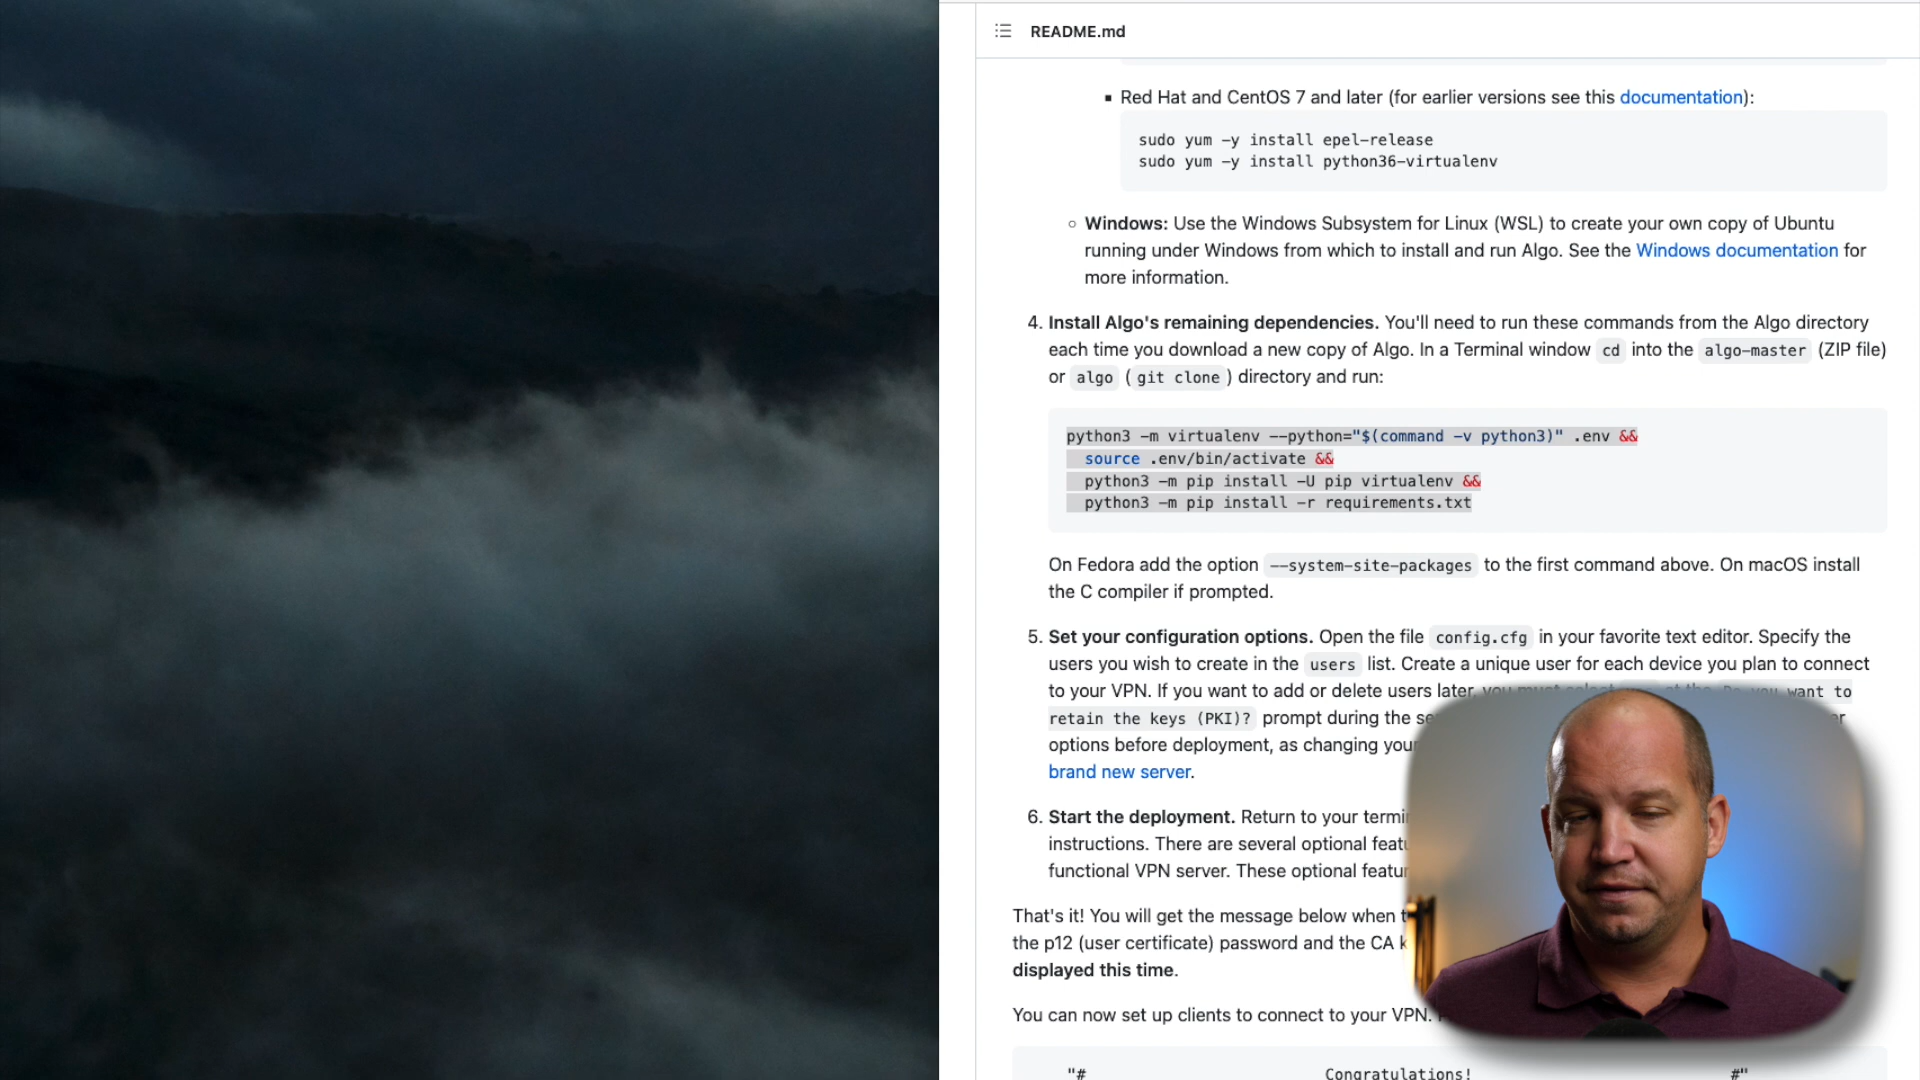 README.md
▪ Red Hat and CentOS 7 and later (for earlier versions see this documentation):
sudo yum -y install epel-release
sudo yum -y install python36-virtualenv
○ Windows: Use the Windows Subsystem for Linux (WSL) to create your own copy of Ubuntu
running under Windows from which to install and run Algo. See the Windows documentation for
more information.
4. Install Algo's remaining dependencies. You'll need to run these commands from the Algo directory
each time you download a new copy of Algo. In a Terminal window cd into the algo-master (ZIP file)
or algo ( git clone ) directory and run:
python3 -m virtualenv --python="$(command -v python3)" .env &&
source .env/bin/activate &&
python3 -m pip install -U pip virtualenv &&
python3 -m pip install -r requirements.txt
On Fedora add the option --system-site-packages to the first command above. On macOS install
the C compiler if prompted.
5. Set your configuration options. Open the file config.cfg in your favorite text editor. Specify the
users you wish to create in the users list. Create a unique user for each device you plan to connect
to your VPN. If you want to add or delete users later, you must select at the Do you want to
retain the keys (PKI)? prompt during the
options before deployment, as changing your
brand new server.
6. Start the deployment. Return to your
instructions. There are several optional
functional VPN server. These optional
That's it! You will get the message below when
the p12 (user certificate) password and the CA
displayed this time.
You can now set up clients to connect to your VPN.
"# Congratulations! #"